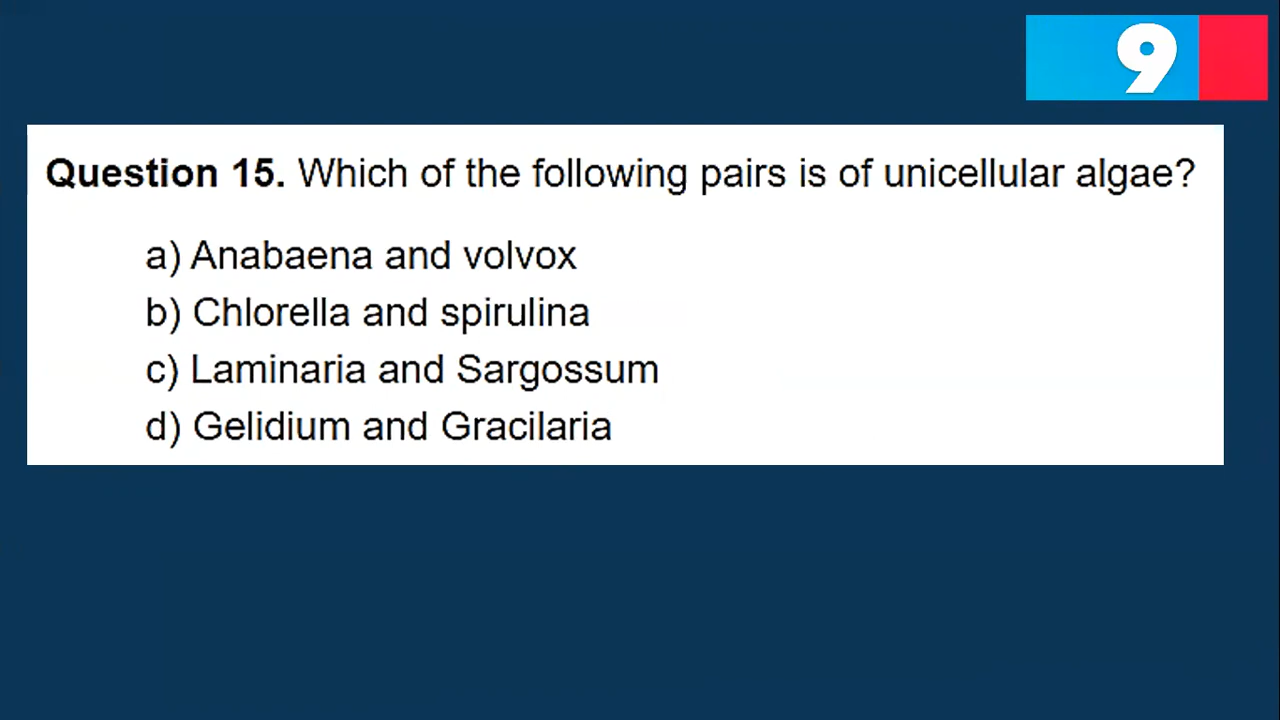 9
Question 15. Which of the following pairs is of unicellular algae?
a) Anabaena and volvox
b) Chlorella and spirulina
c) Laminaria and Sargossum
d) Gelidium and Gracilaria